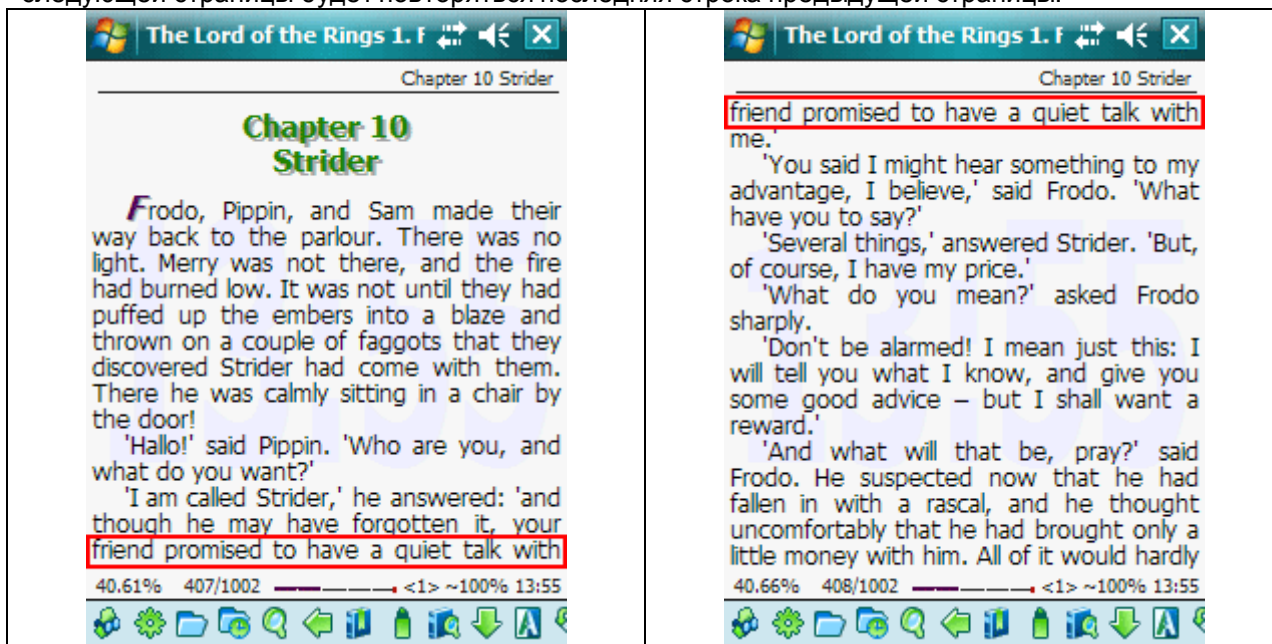 следующей страницы будет повторяться последняя строка предыдущей страницы.
The Lord of the Rings 1. F
Chapter 10 Strider
Chapter 10
Strider
Frodo, Pippin, and Sam made their
way back to the parlour. There was no
light. Merry was not there, and the fire
had burned low. It was not until they had
puffed up the embers into a blaze and
thrown on a couple of faggots that they
discovered Strider had come with them.
There he was calmly sitting in a chair by
the door!
'Hallo!' said Pippin. 'Who are you, and
what do you want?'
'I am called Strider,' he answered: 'and
though he may have forgotten it, your
friend promised to have a quiet talk with
40.61% 407/1002 <1> ~100% 13:55
The Lord of the Rings 1. F
Chapter 10 Strider
friend promised to have a quiet talk with
me.'
'You said I might hear something to my
advantage, I believe,' said Frodo. 'What
have you to say?'
'Several things,' answered Strider. 'But,
of course, I have my price.'
'What do you mean?' asked Frodo
sharply.
'Don't be alarmed! I mean just this: I
will tell you what I know, and give you
some good advice – but I shall want a
reward.'
'And what will that be, pray?' said
Frodo. He suspected now that he had
fallen in with a rascal, and he thought
uncomfortably that he had brought only a
little money with him. All of it would hardly
40.66% 408/1002 <1> ~100% 13:55